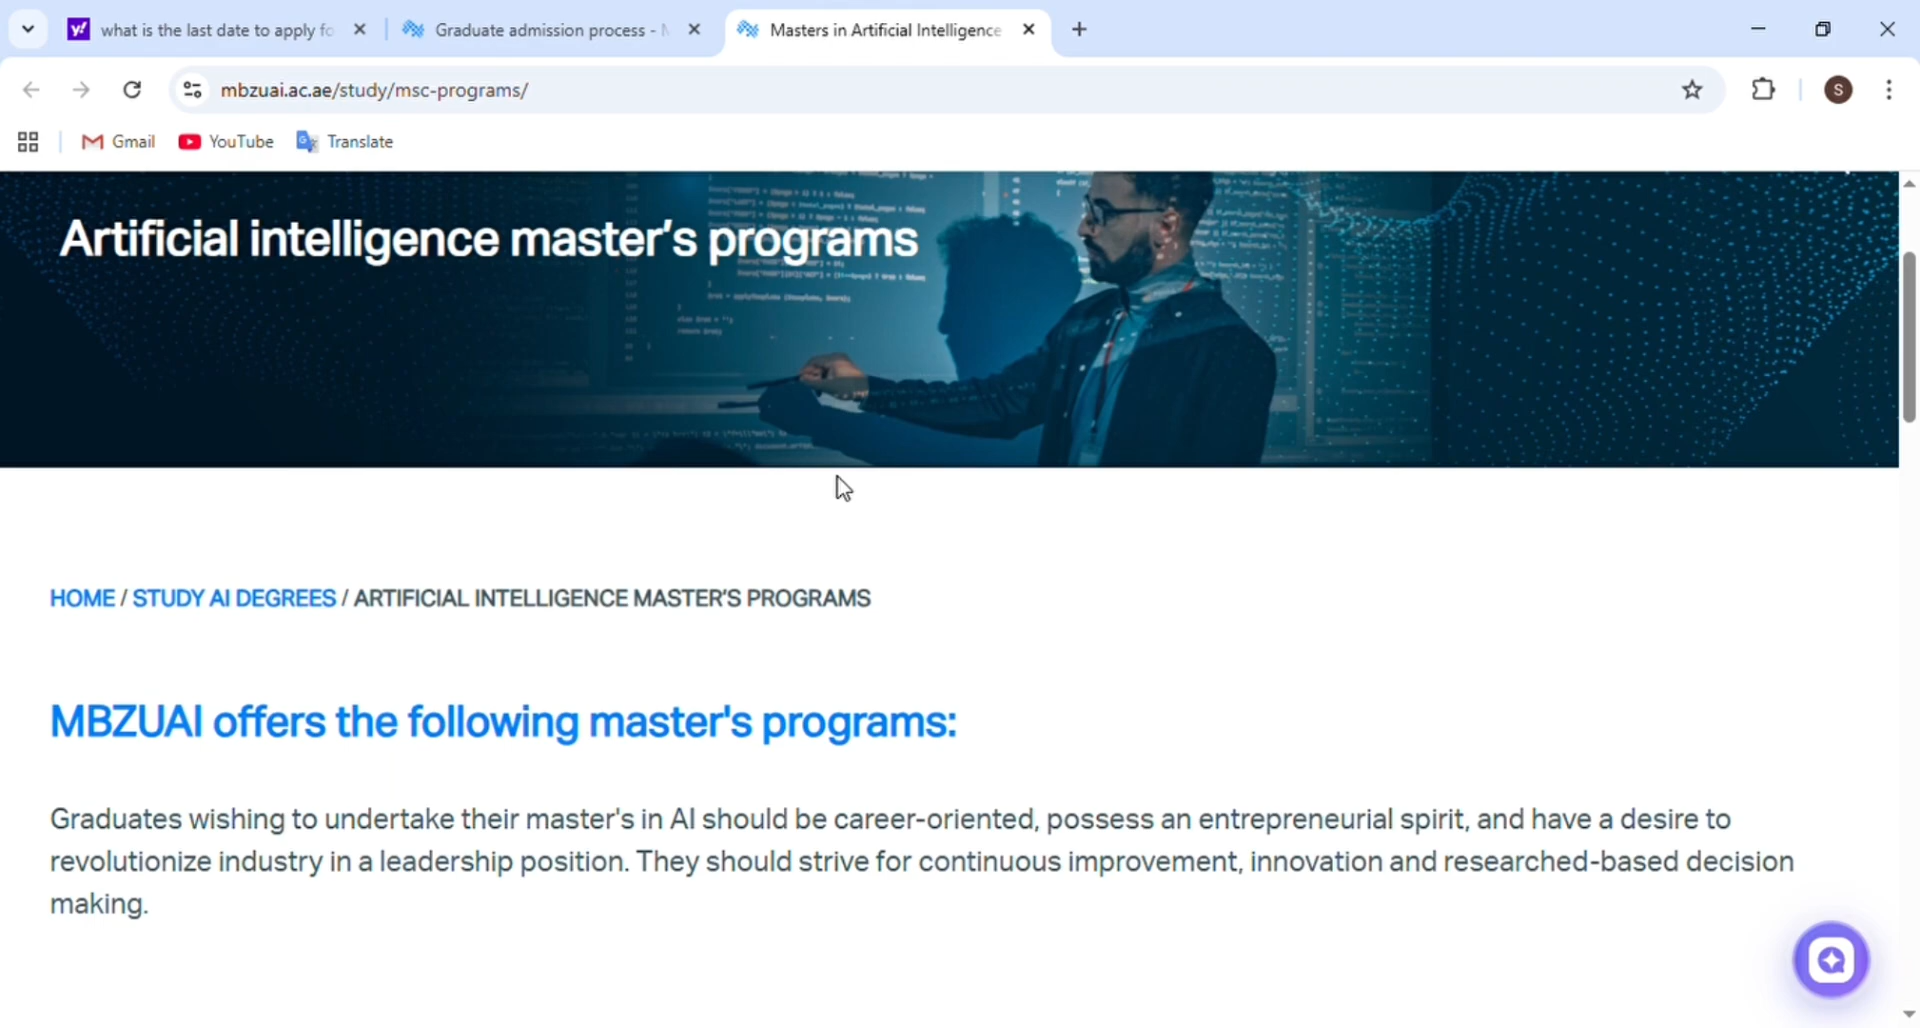 what is the last date to apply fo
Graduate admission process -
Masters in Artificial Intelligence
mbzuai.ac.ae/study/msc-programs/
S
Gmail
YouTube
Translate
Artificial intelligence master's programs
HOME / STUDY AI DEGREES / ARTIFICIAL INTELLIGENCE MASTER'S PROGRAMS
MBZUAI offers the following master's programs:
Graduates wishing to undertake their master's in AI should be career-oriented, possess an entrepreneurial spirit, and have a desire to
revolutionize industry in a leadership position. They should strive for continuous improvement, innovation and researched-based decision
making.